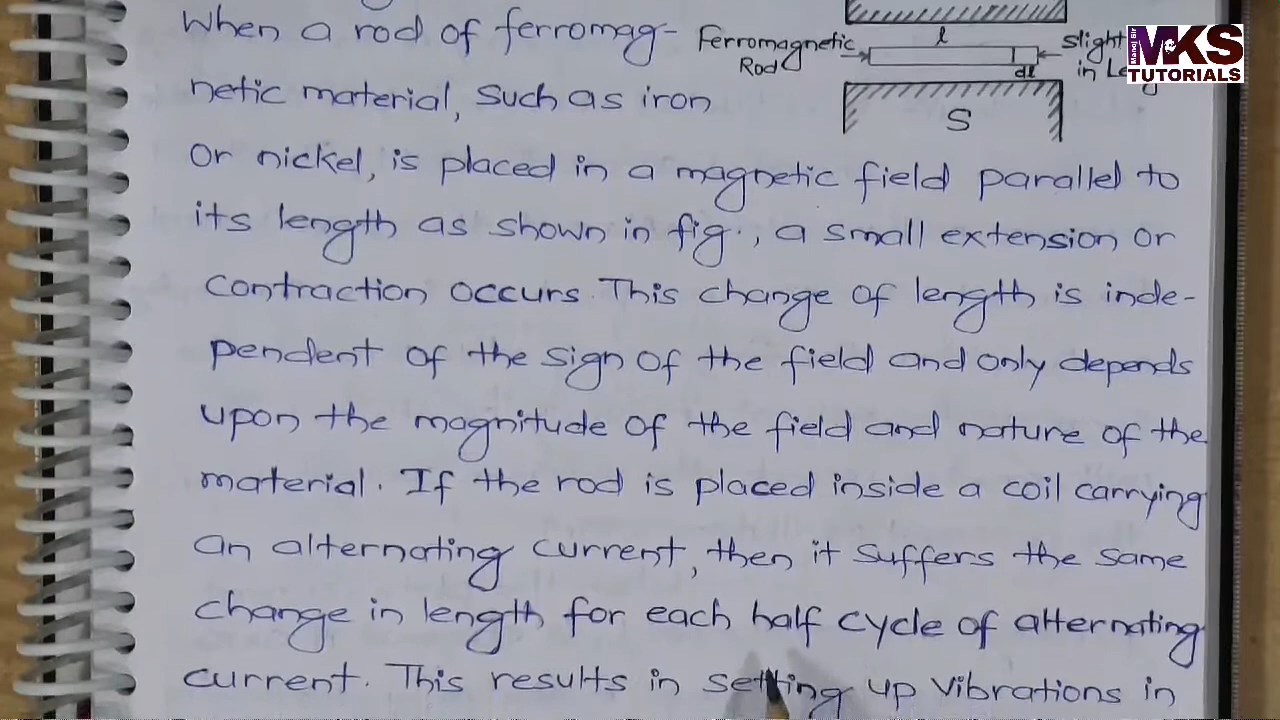 When a rod of ferromag-
netic material, such as iron
or nickel, is placed in a magnetic field parallel to
its length as shown in fig., a small extension or
contraction occurs. This change of length is inde-
pendent of the sign of the field and only depends
upon the magnitude of the field and nature of the
material. If the rod is placed inside a coil carrying
an alternating current, then it suffers the same
change in length for each half cycle of alternating
current. This results in setting up vibrations in
Ferromagnetic
Rod
l
dl
Slight
in
S
Manoj Sir
MKS
TUTORIALS